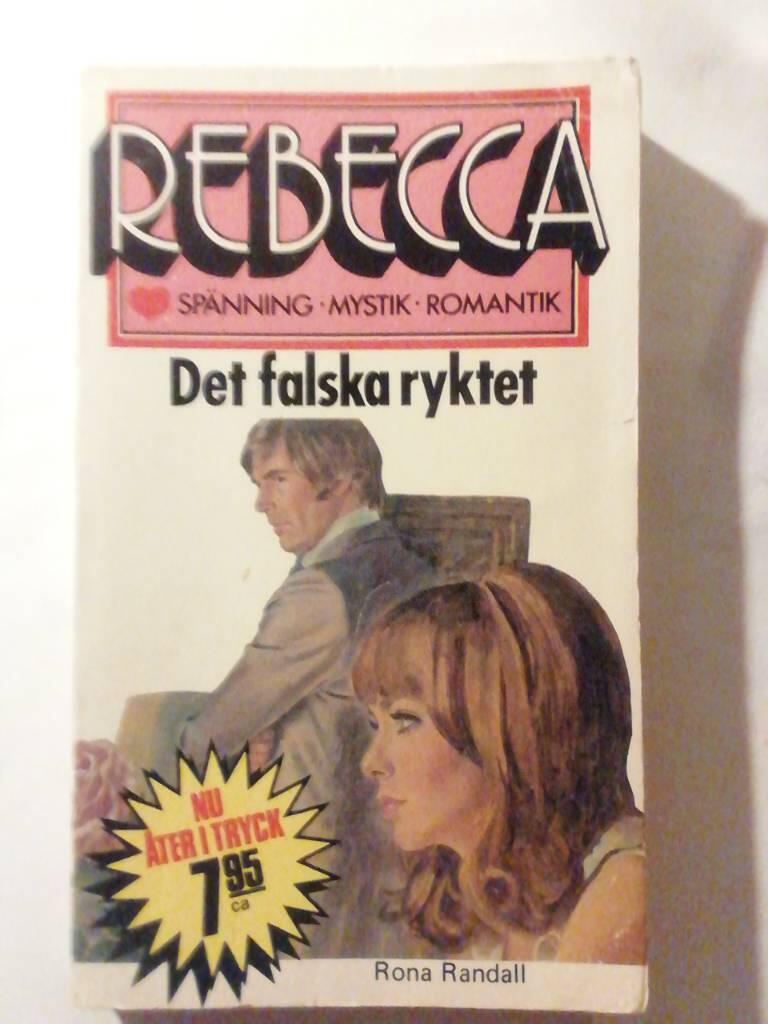 REBECCA
SPÄNNING · MYSTIK · ROMANTIK
Det falska ryktet
NU
ÅTER I TRYCK
7 95
ca
Rona Randall